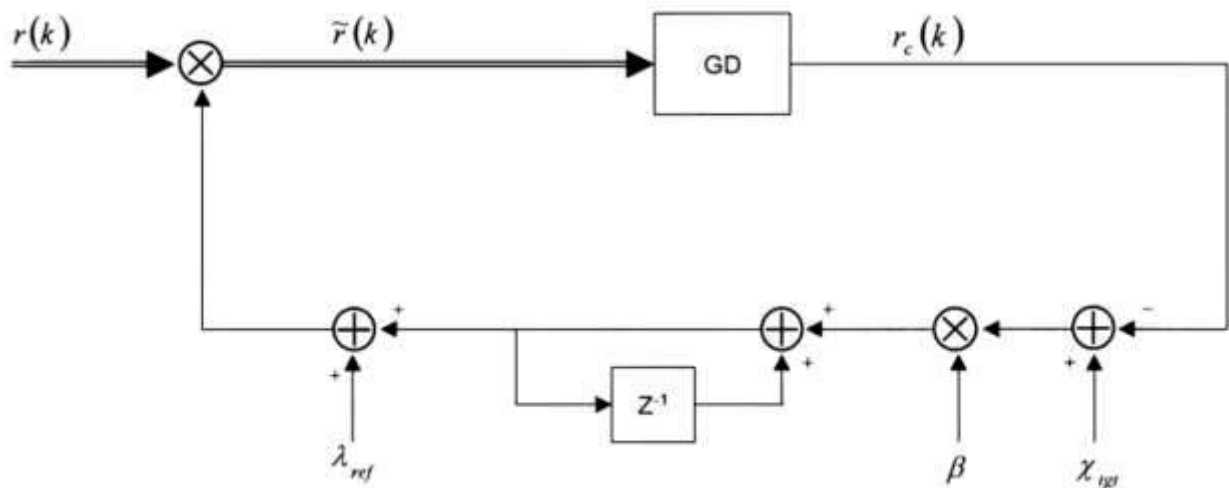 r(k)
r̃(k)
GD
r_c(k)
+
+
+
−
+
+
+
Z⁻¹
λ_ref
β
χ_tgt